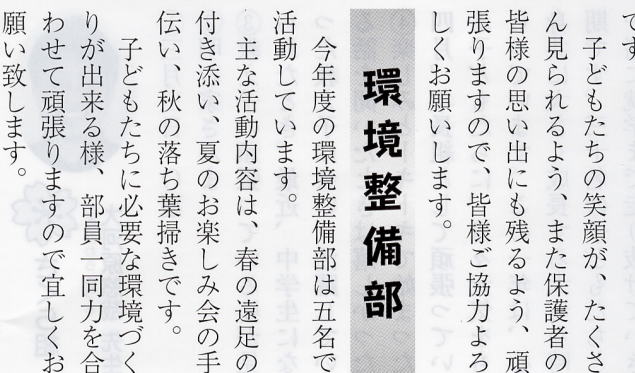 です
子どもたちの笑顔が、たくさ
ん見られるよう、また保護者の
皆様の思い出にも残るよう、頑
張りますので、皆様ご協力よろ
しくお願いします。
環境整備部
今年度の環境整備部は五名で
活動しています。
主な活動内容は、春の遠足の
付き添い、夏のお楽しみ会の手
伝い、秋の落ち葉掃きです。
子どもたちに必要な環境づく
りが出来る様、部員一同力を合
わせて頑張りますので宜しくお
願い致します。